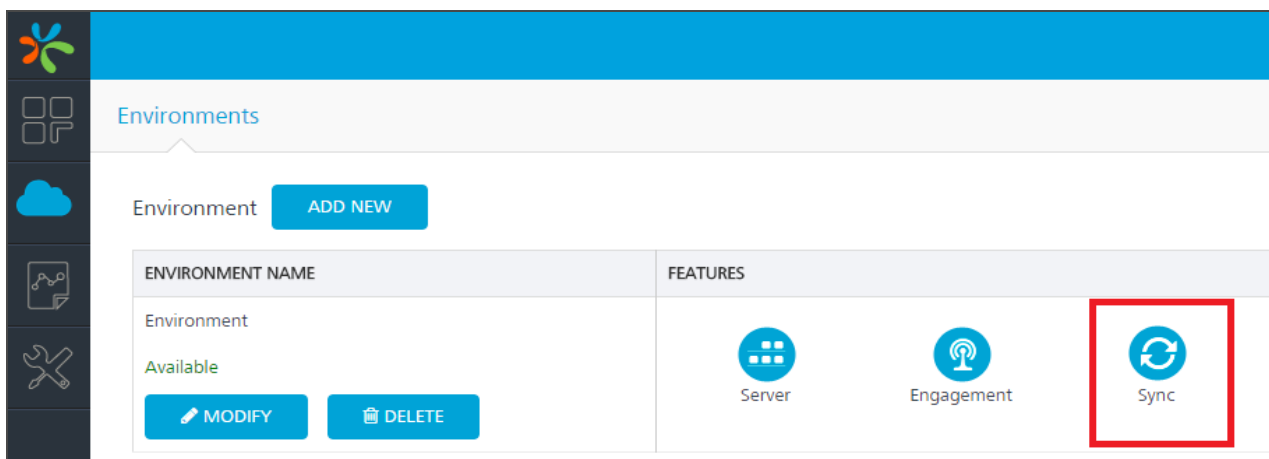 Environments
Environment ADD NEW
ENVIRONMENT NAME FEATURES
Environment
Available
MODIFY DELETE
Server Engagement Sync